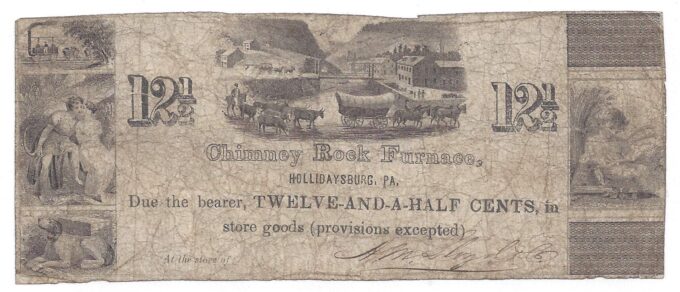 12½ 12½
Chimney Rock Furnace,
HOLLIDAYSBURG, PA.
Due the bearer, TWELVE-AND-A-HALF CENTS, in
store goods (provisions excepted)
At the store of